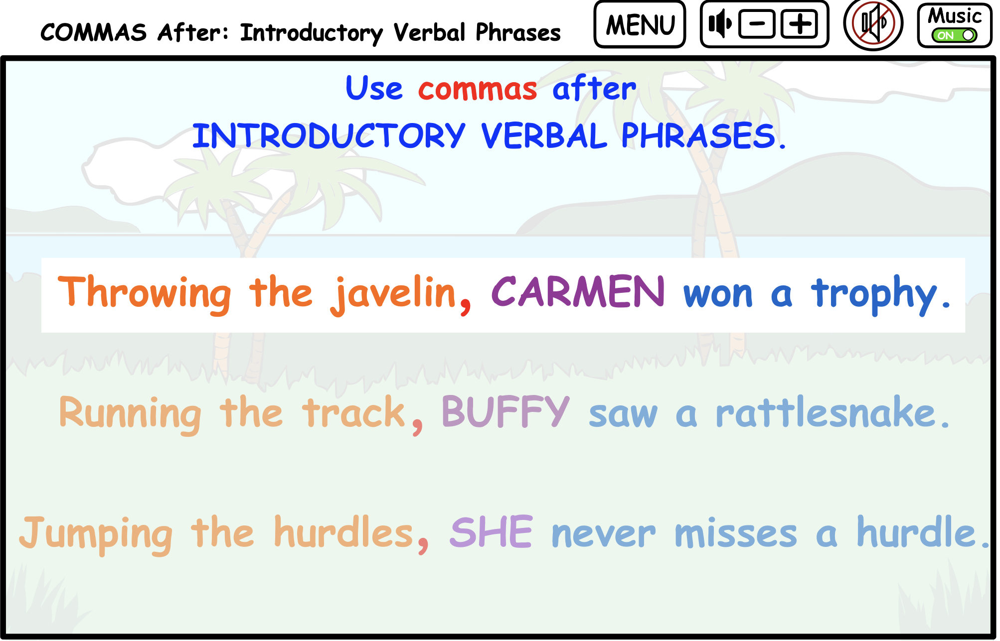 COMMAS After: Introductory Verbal Phrases
MENU
Music
ON
Use commas after
INTRODUCTORY VERBAL PHRASES.
Throwing the javelin, CARMEN won a trophy.
Running the track, BUFFY saw a rattlesnake.
Jumping the hurdles, SHE never misses a hurdle.